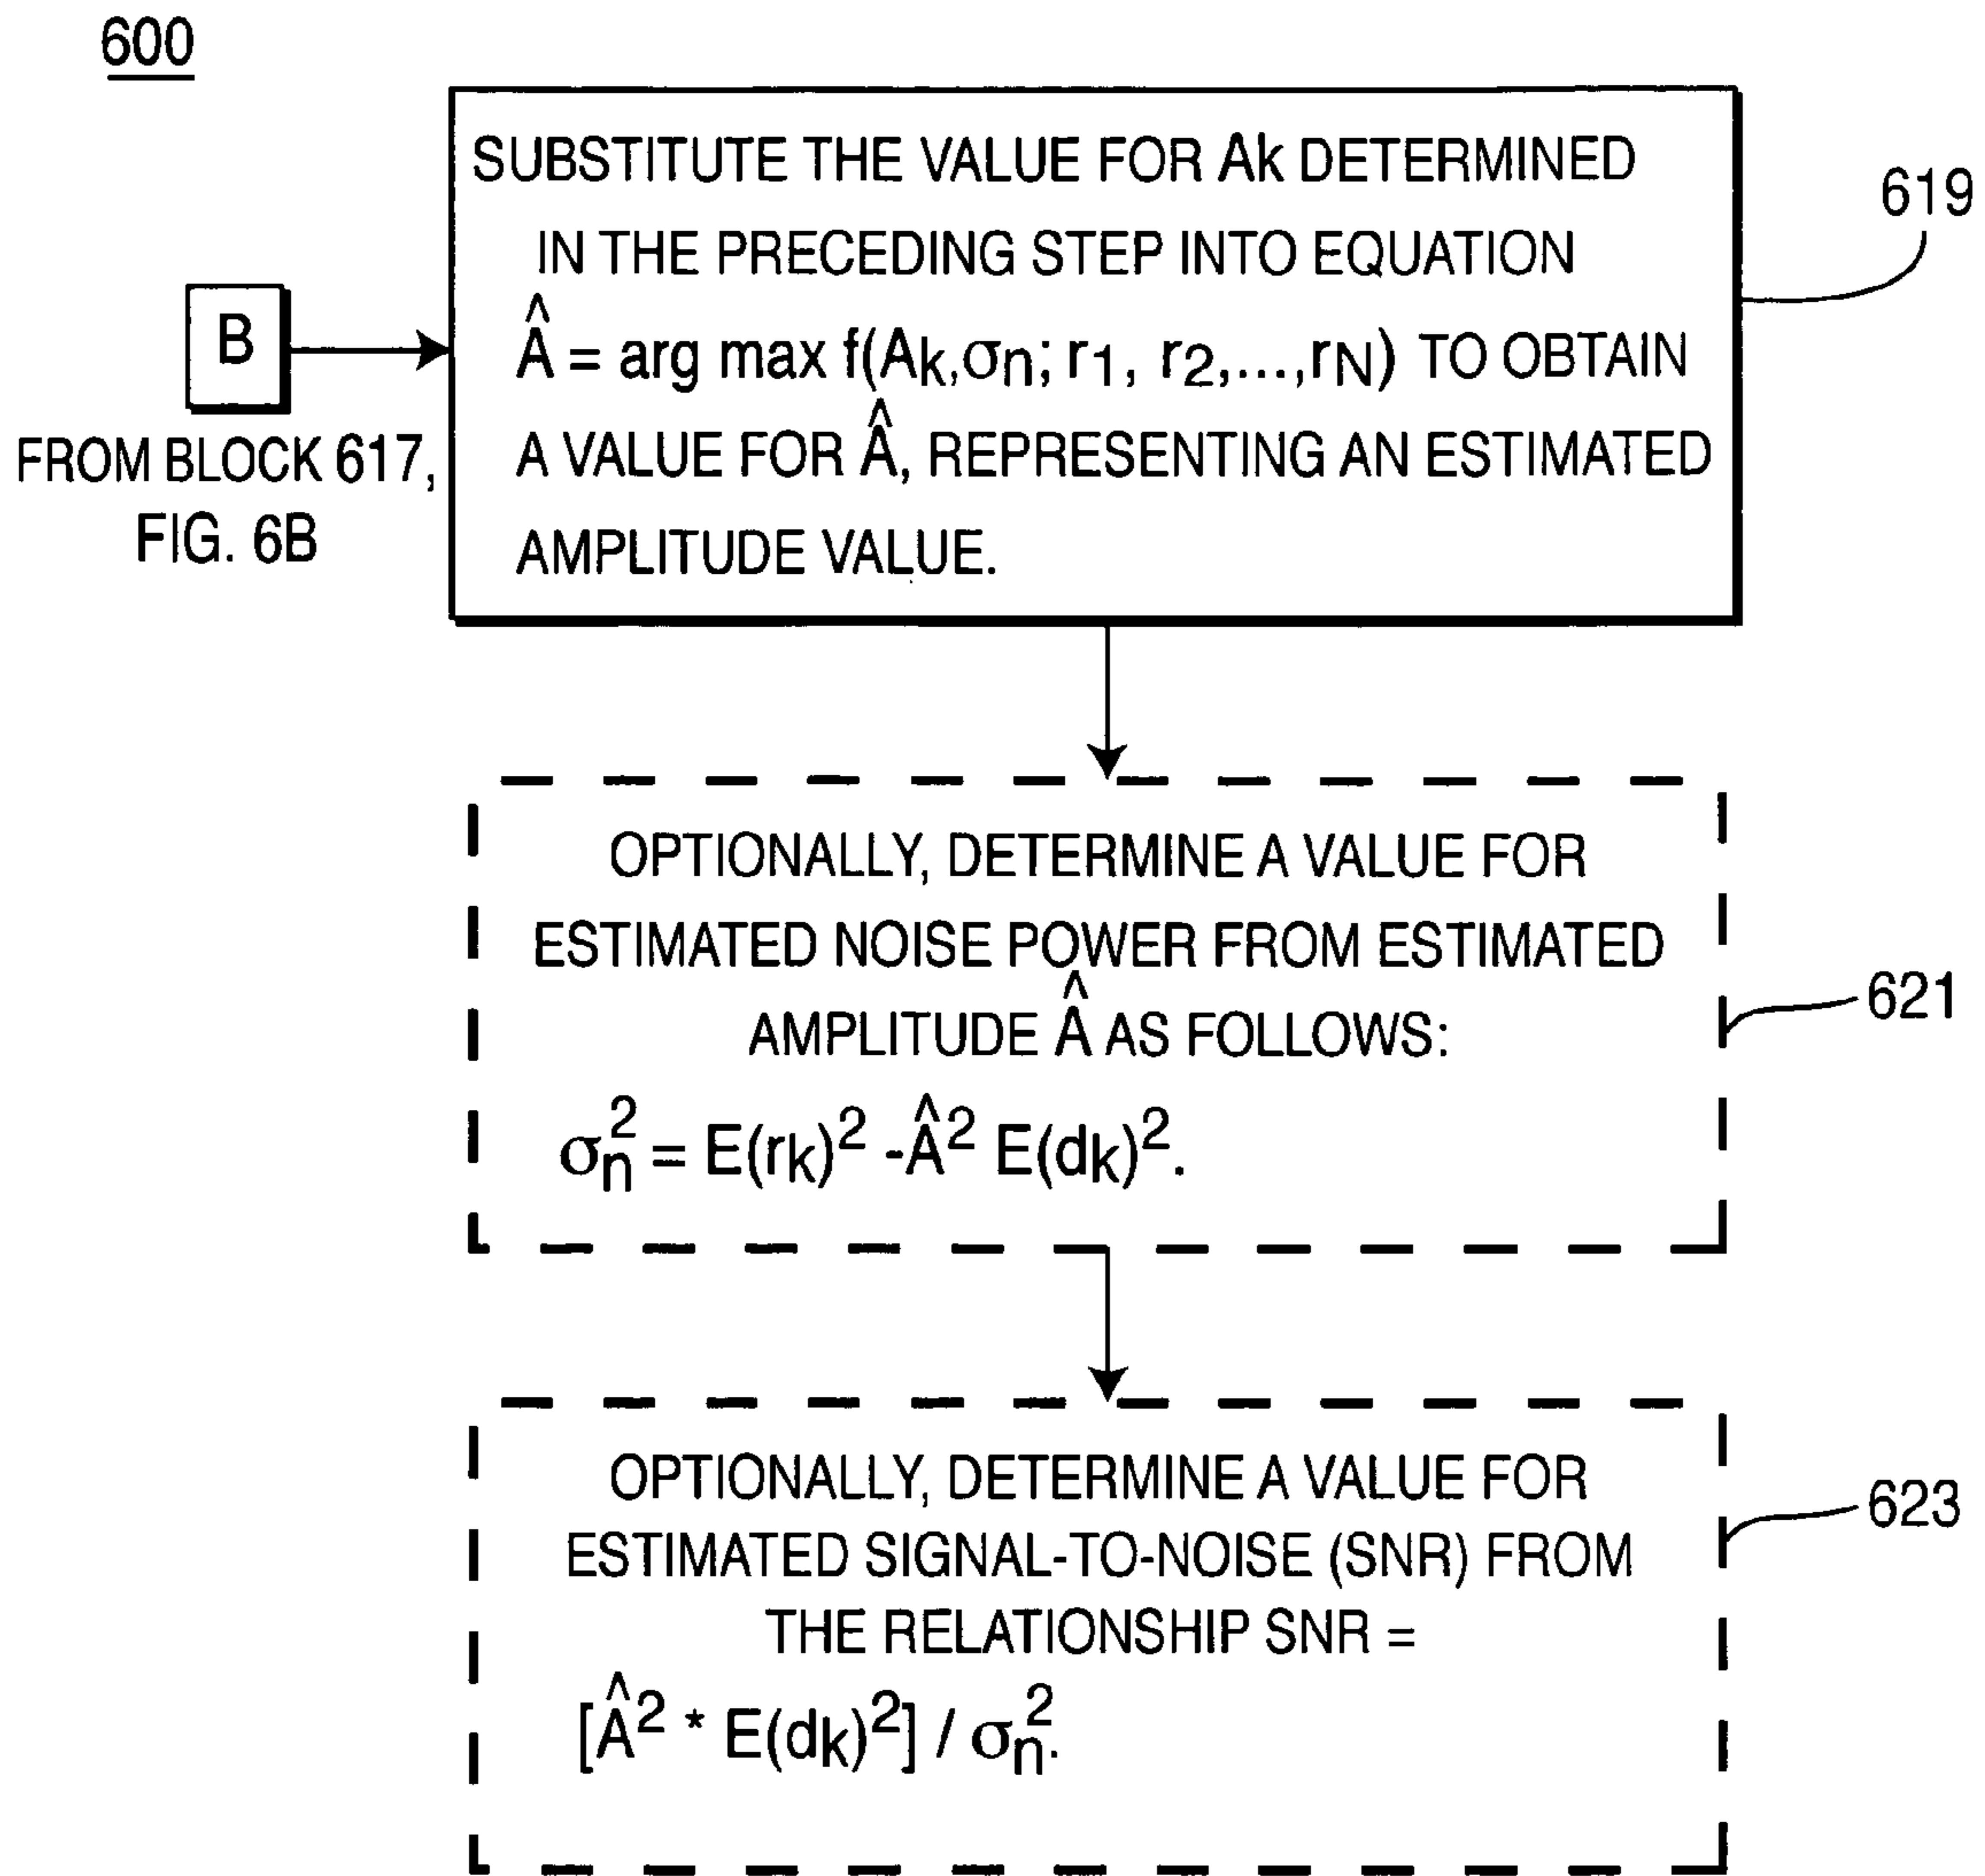 600
SUBSTITUTE THE VALUE FOR Ak DETERMINED
IN THE PRECEDING STEP INTO EQUATION
Â = arg max f(Ak,σn; r1, r2,...,rN) TO OBTAIN
A VALUE FOR Â, REPRESENTING AN ESTIMATED
AMPLITUDE VALUE.
619
B
FROM BLOCK 617,
FIG. 6B
OPTIONALLY, DETERMINE A VALUE FOR
ESTIMATED NOISE POWER FROM ESTIMATED
AMPLITUDE Â AS FOLLOWS:
σn² = E(rk)² -² E(dk)².
621
OPTIONALLY, DETERMINE A VALUE FOR
ESTIMATED SIGNAL-TO-NOISE (SNR) FROM
THE RELATIONSHIP SNR =
[² * E(dk)²] / σn².
623